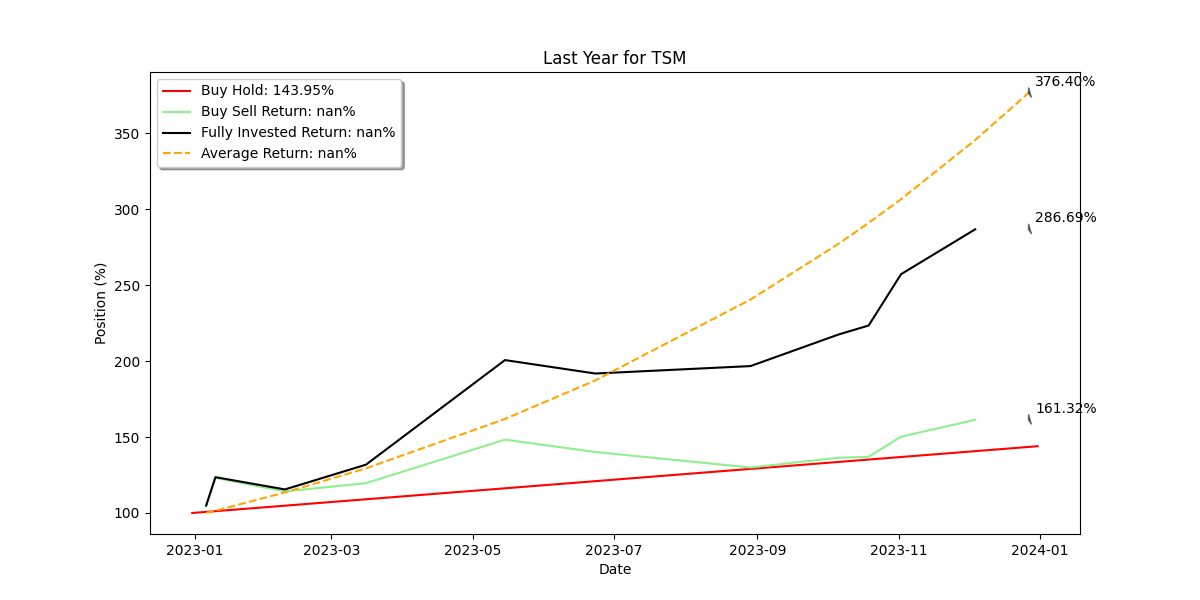 Last Year for TSM
Buy Hold: 143.95%
Buy Sell Return: nan%
Fully Invested Return: nan%
Average Return: nan%
376.40%
286.69%
161.32%
350
300
250
200
150
100
Position (%)
2023-01 2023-03 2023-05 2023-07 2023-09 2023-11 2024-01
Date